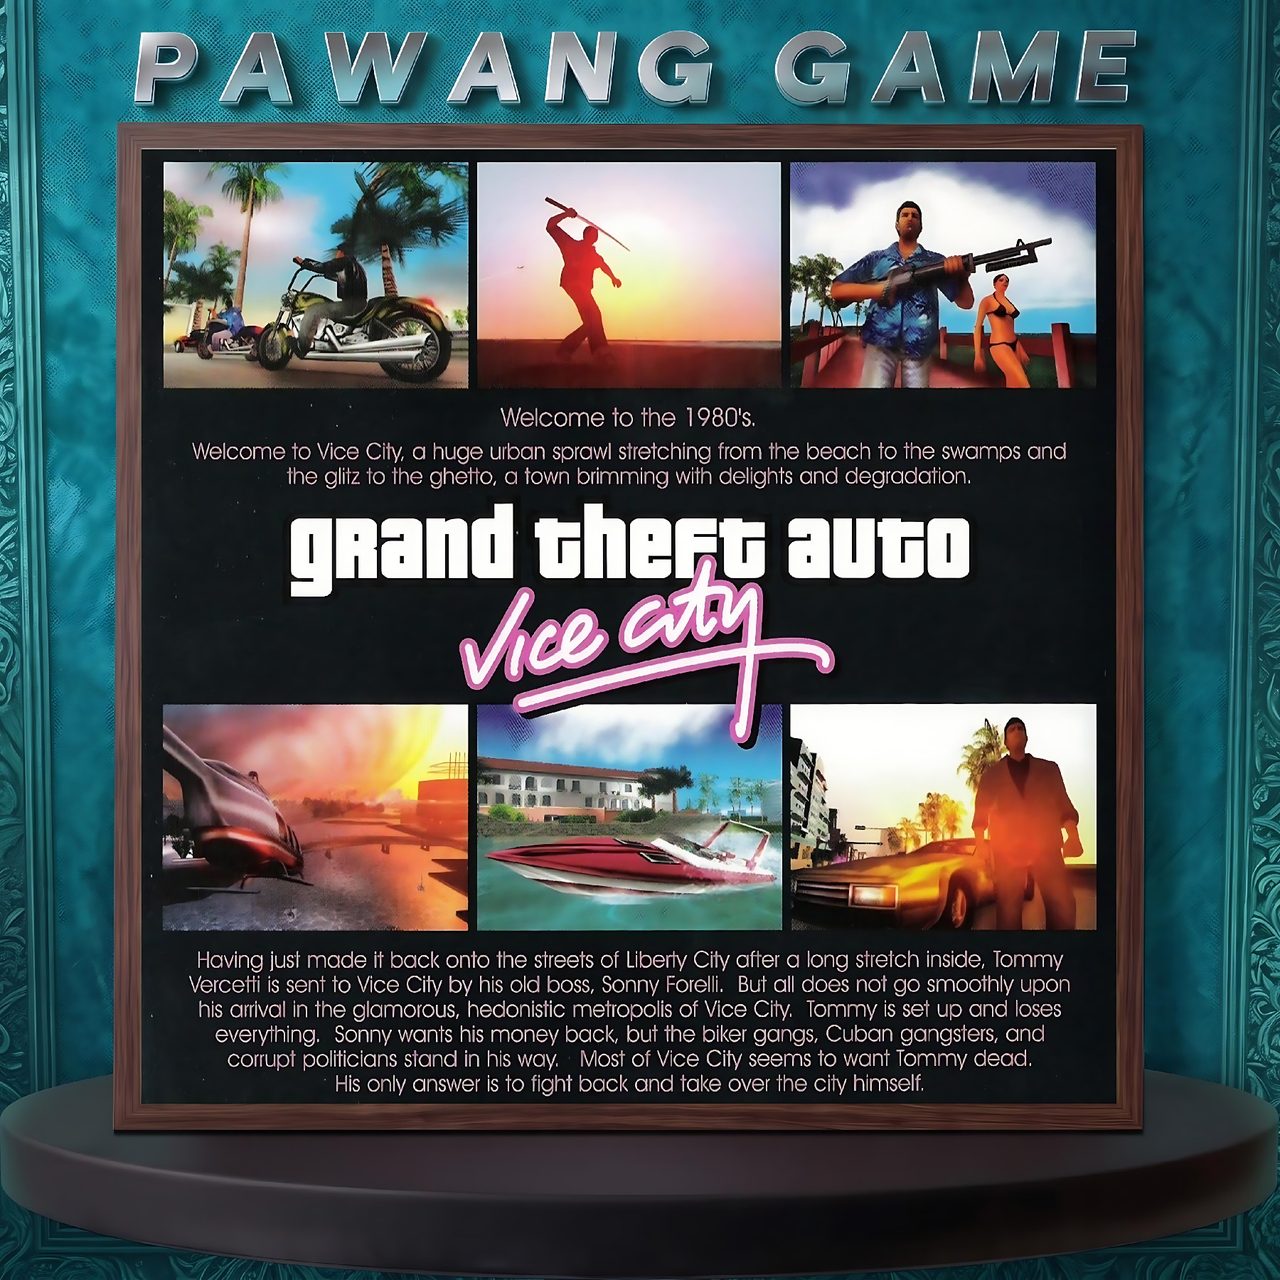 PAWANG GAME
Welcome to the 1980's.
Welcome to Vice City, a huge urban sprawl stretching from the beach to the swamps and
the glitz to the ghetto, a town brimming with delights and degradation.
grand theft auto
Vice City
Having just made it back onto the streets of Liberty City after a long stretch inside, Tommy
Vercetti is sent to Vice City by his old boss, Sonny Forelli. But all does not go smoothly upon
his arrival in the glamorous, hedonistic metropolis of Vice City. Tommy is set up and loses
everything. Sonny wants his money back, but the biker gangs, Cuban gangsters, and
corrupt politicians stand in his way. Most of Vice City seems to want Tommy dead.
His only answer is to fight back and take over the city himself.